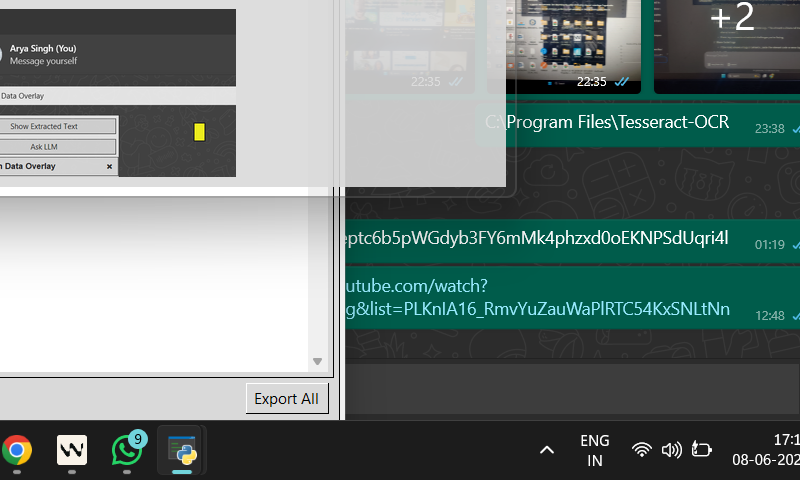 Arya Singh (You)
Message yourself
Data Overlay
Show Extracted Text
Ask LLM
Data Overlay
22:35
22:35
+2
C:\Program Files\Tesseract-OCR
23:38
eptc6b5pWGdyb3FY6mMk4phzxd0oEKNPSdUqri4l
01:19
utube.com/watch?
g&list=PLKnIA16_RmvYuZauWaPlRTC54KxSNLtNn
12:48
Export All
9
ENG
IN
17:1
08-06-202